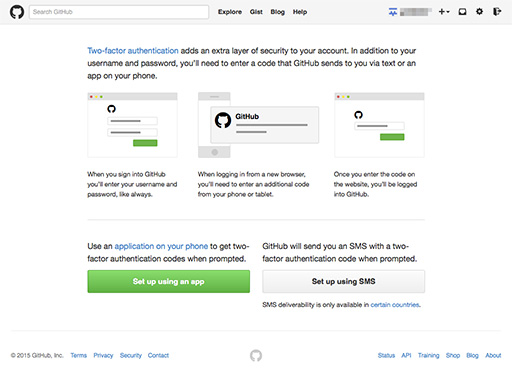 Search GitHub Explore Gist Blog Help
Two-factor authentication adds an extra layer of security to your account. In addition to your
username and password, you'll need to enter a code that GitHub sends to you via text or an
app on your phone.
GitHub
When you sign into GitHub
you'll enter your username and
password, like always.
When logging in from a new browser,
you'll need to enter an additional code
from your phone or tablet.
Once you enter the code on
the website, you'll be logged
into GitHub.
Use an application on your phone to get two-
factor authentication codes when prompted.
Set up using an app
GitHub will send you an SMS with a two-
factor authentication code when prompted.
Set up using SMS
SMS deliverability is only available in certain countries.
© 2015 GitHub, Inc. Terms Privacy Security Contact
Status API Training Shop Blog About